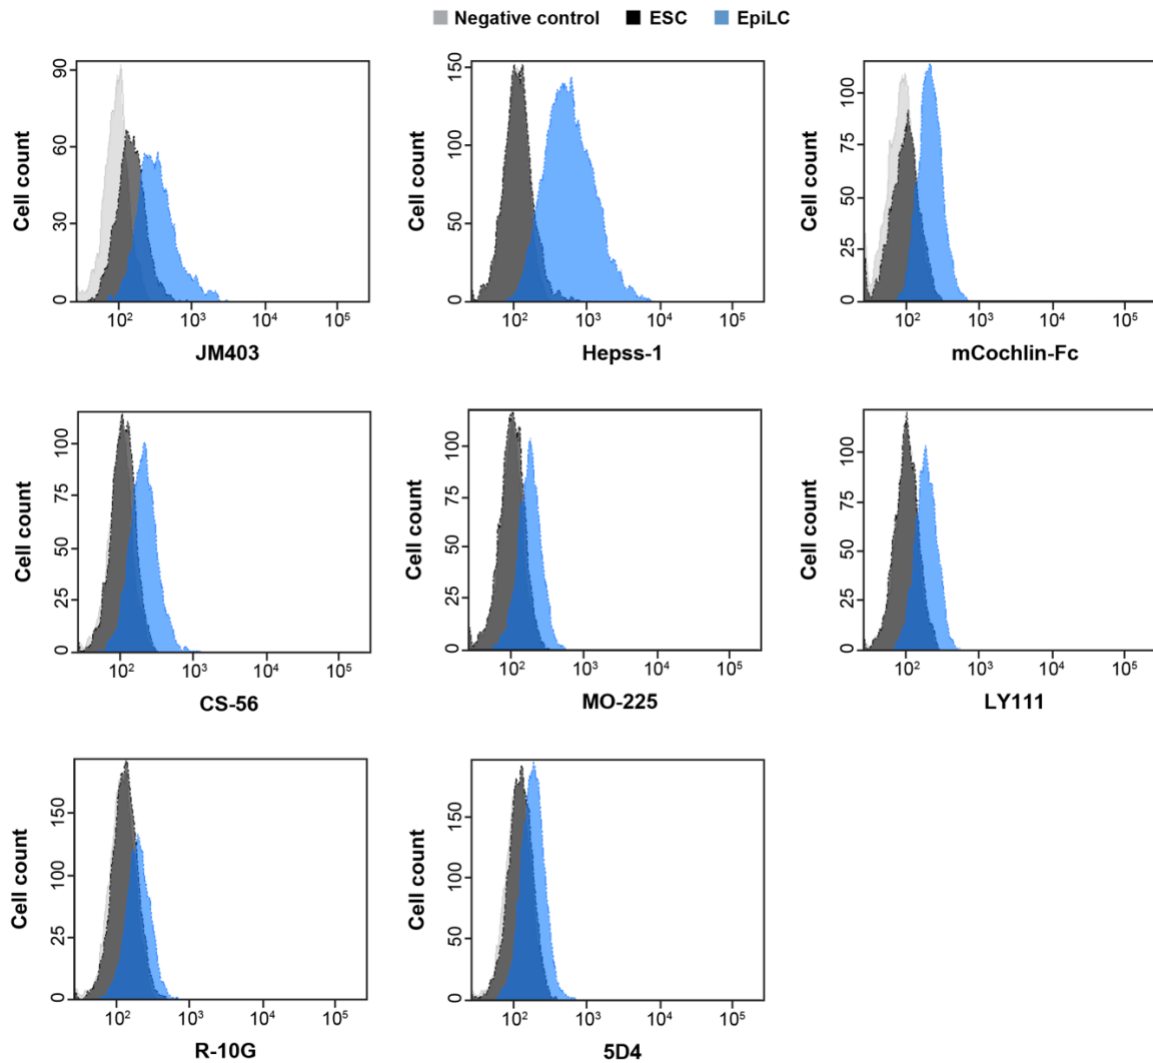 Negative control ESC EpiLC
Cell count
90
60
30
0
10² 10³ 10⁴ 10⁵
JM403
Cell count
150
100
50
0
10² 10³ 10⁴ 10⁵
Hepss-1
Cell count
100
75
50
25
0
10² 10³ 10⁴ 10⁵
mCochlin-Fc
Cell count
100
75
50
25
0
10² 10³ 10⁴ 10⁵
CS-56
Cell count
100
75
50
25
0
10² 10³ 10⁴ 10⁵
MO-225
Cell count
100
75
50
25
0
10² 10³ 10⁴ 10⁵
LY111
Cell count
150
100
25
0
10² 10³ 10⁴ 10⁵
R-10G
Cell count
150
100
50
0
10² 10³ 10⁴ 10⁵
5D4